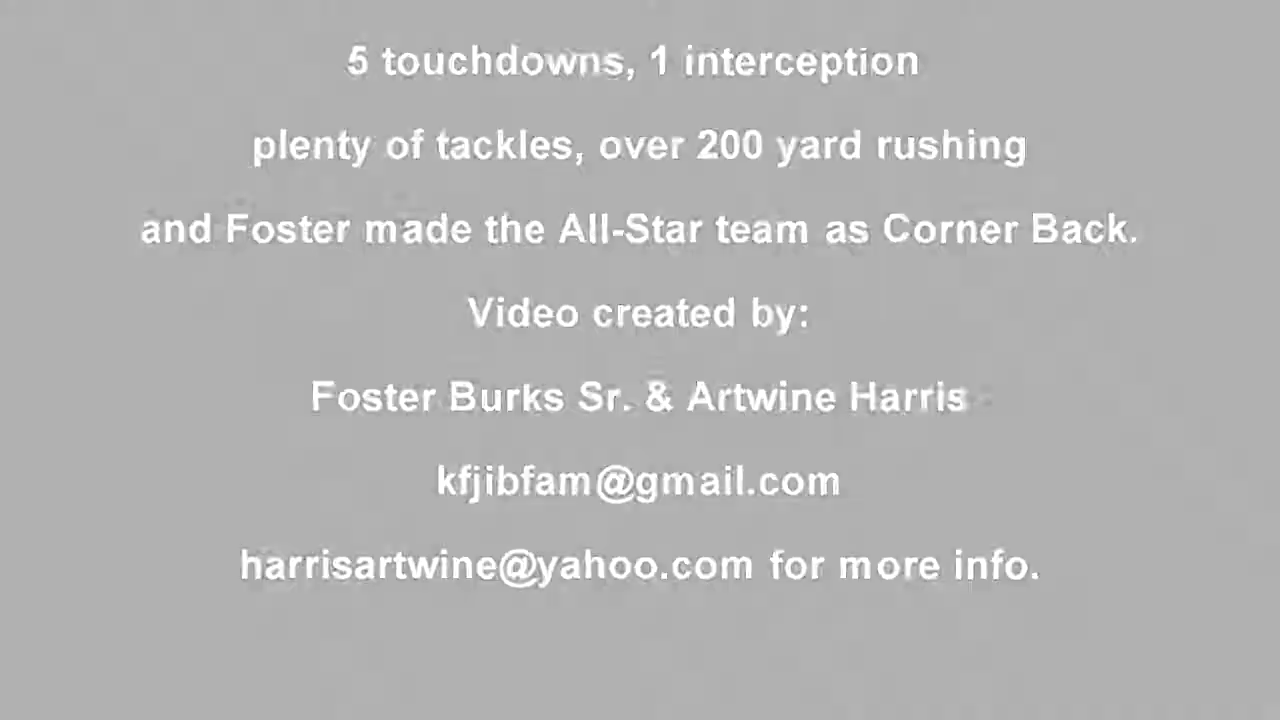 5 touchdowns, 1 interception
plenty of tackles, over 200 yard rushing
and Foster made the All-Star team as Corner Back.
Video created by:
Foster Burks Sr. & Artwine Harris
kfjibfam@gmail.com
harrisartwine@yahoo.com for more info.